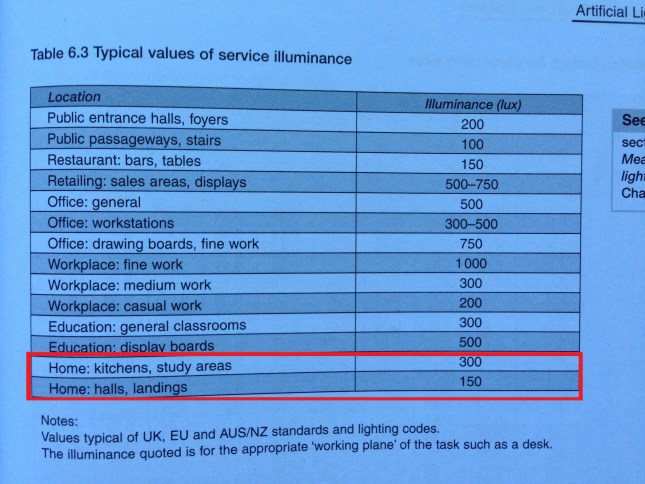 Artificial
Table 6.3 Typical values of service illuminance
Location Illuminance (lux)
Public entrance halls, foyers 200
Public passageways, stairs 100
Restaurant: bars, tables 150
Retailing: sales areas, displays 500–750
Office: general 500
Office: workstations 300–500
Office: drawing boards, fine work 750
Workplace: fine work 1000
Workplace: medium work 300
Workplace: casual work 200
Education: general classrooms 300
Education: display boards 500
Home: kitchens, study areas 300
Home: halls, landings 150
Notes:
Values typical of UK, EU and AUS/NZ standards and lighting codes.
The illuminance quoted is for the appropriate ‘working plane’ of the task such as a desk.
See
sect
Mea
light
Cha